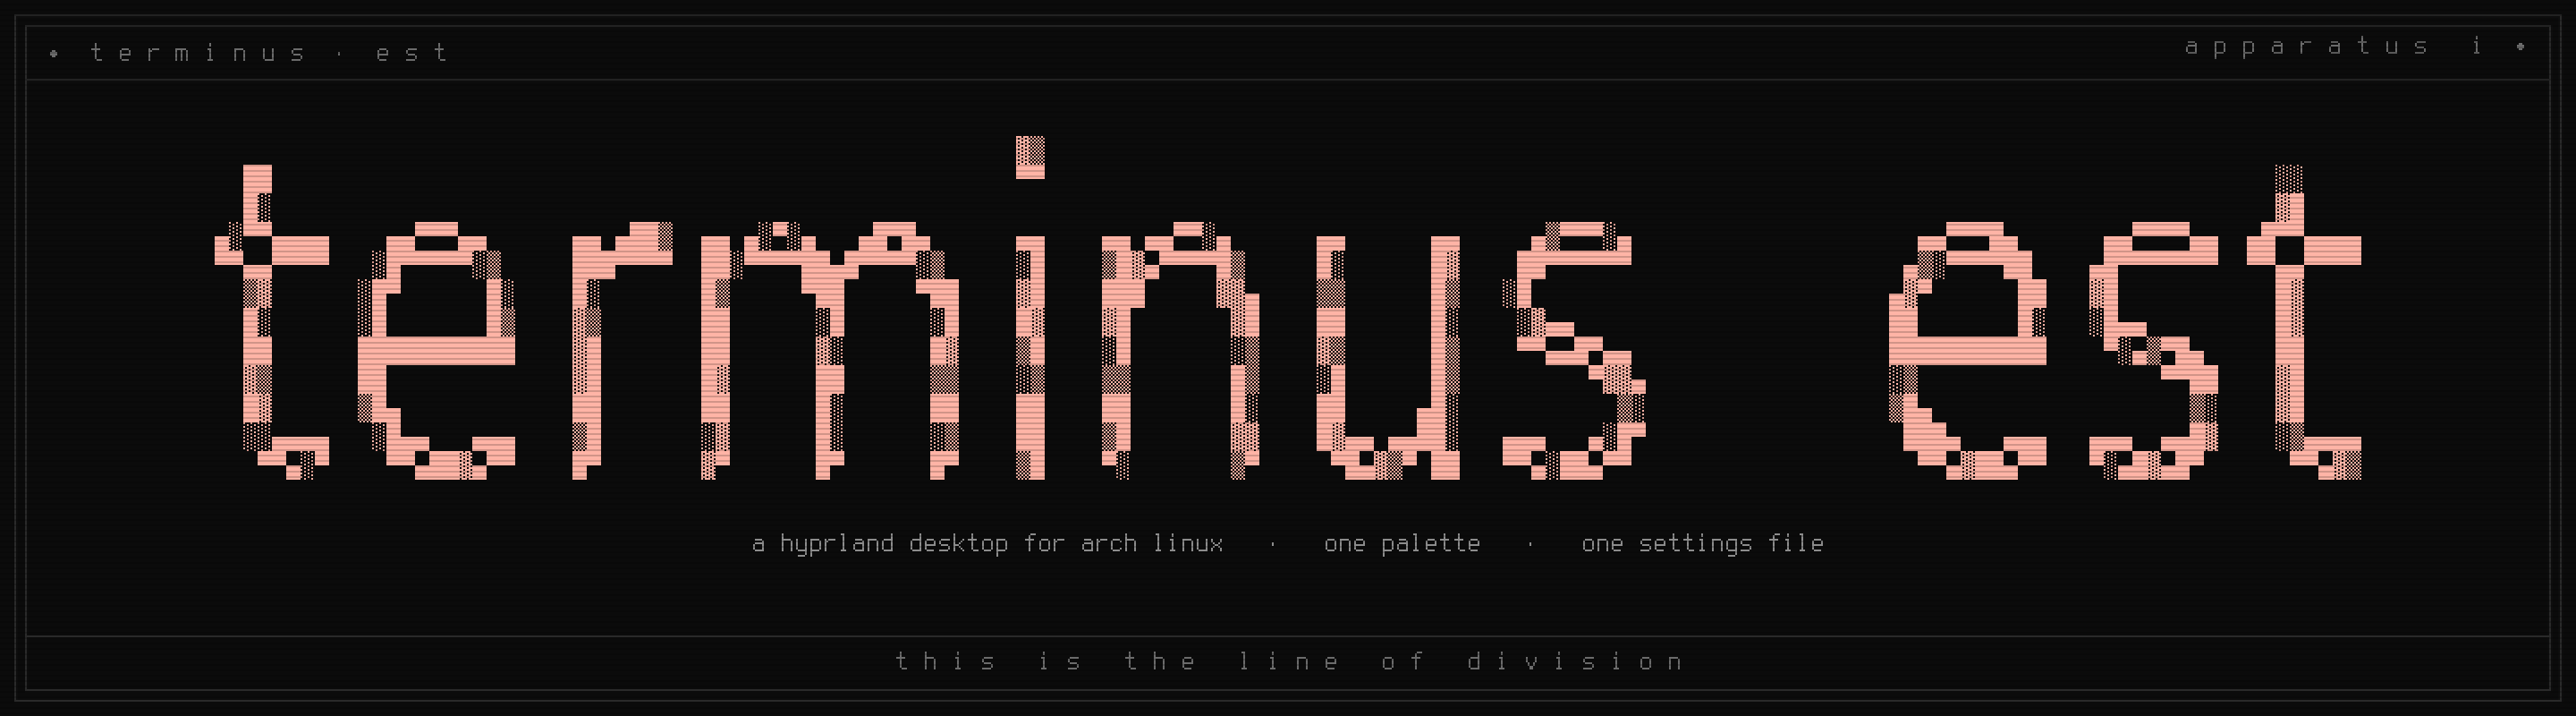 • terminus · est
apparatus i •
terminus est
a hyprland desktop for arch linux · one palette · one settings file
this is the line of division